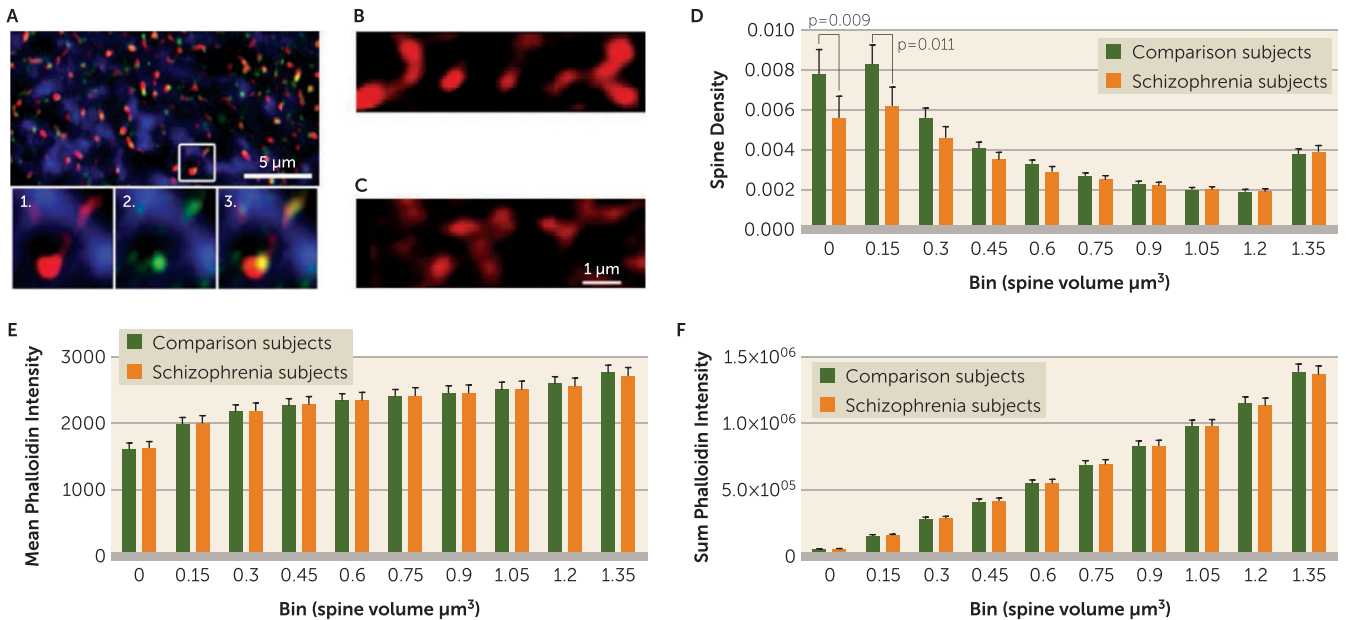 A
5 µm
1.
2.
3.
B
C
1 µm
D
p=0.009
p=0.011
Comparison subjects
Schizophrenia subjects
Spine Density
0.010
0.008
0.006
0.004
0.002
0.000
0 0.15 0.3 0.45 0.6 0.75 0.9 1.05 1.2 1.35
Bin (spine volume µm³)
E
Comparison subjects
Schizophrenia subjects
Mean Phalloidin Intensity
3000
2000
1000
0
0 0.15 0.3 0.45 0.6 0.75 0.9 1.05 1.2 1.35
Bin (spine volume µm³)
F
Comparison subjects
Schizophrenia subjects
Sum Phalloidin Intensity
1.5×10⁰⁶
1.0×10⁰⁶
5.0×10⁰⁵
0
0 0.15 0.3 0.45 0.6 0.75 0.9 1.05 1.2 1.35
Bin (spine volume µm³)